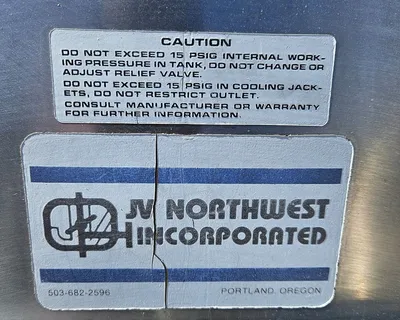 CAUTION
DO NOT EXCEED 15 PSIG INTERNAL WORK-
ING PRESSURE IN TANK, DO NOT CHANGE OR
ADJUST RELIEF VALVE.
DO NOT EXCEED 15 PSIG IN COOLING JACK-
ETS, DO NOT RESTRICT OUTLET.
CONSULT MANUFACTURER OR WARRANTY
FOR FURTHER INFORMATION.
JV NORTHWEST
INCORPORATED
503-682-2596 PORTLAND, OREGON